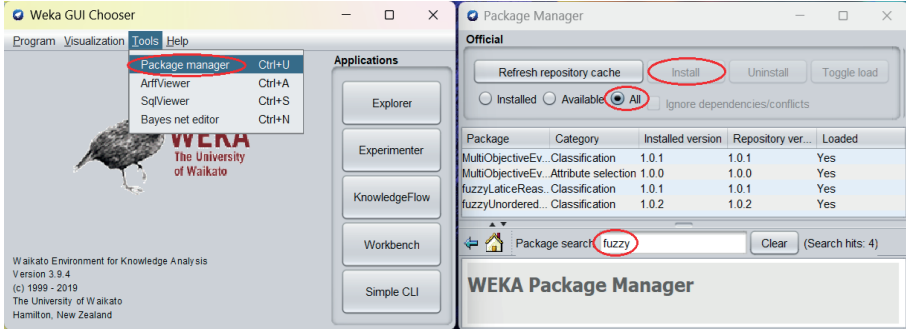 Weka GUI Chooser
Program Visualization Tools Help
Package manager Ctrl+U
ArffViewer Ctrl+A
SqlViewer Ctrl+S
Bayes net editor Ctrl+N
WEKA
The University
of Waikato
Waikato Environment for Knowledge Analysis
Version 3.9.4
(c) 1999 - 2019
The University of Waikato
Hamilton, New Zealand
Applications
Explorer
Experimenter
KnowledgeFlow
Workbench
Simple CLI
Package Manager
Official
Refresh repository cache Install Uninstall Toggle load
Installed Available All Ignore dependencies/conflicts
Package Category Installed version Repository ver... Loaded
MultiObjectiveEv... Classification 1.0.1 1.0.1 Yes
MultiObjectiveEv... Attribute selection 1.0.0 1.0.0 Yes
fuzzyLaticeReas... Classification 1.0.1 1.0.1 Yes
fuzzyUnordered... Classification 1.0.2 1.0.2 Yes
Package search fuzzy Clear (Search hits: 4)
WEKA Package Manager